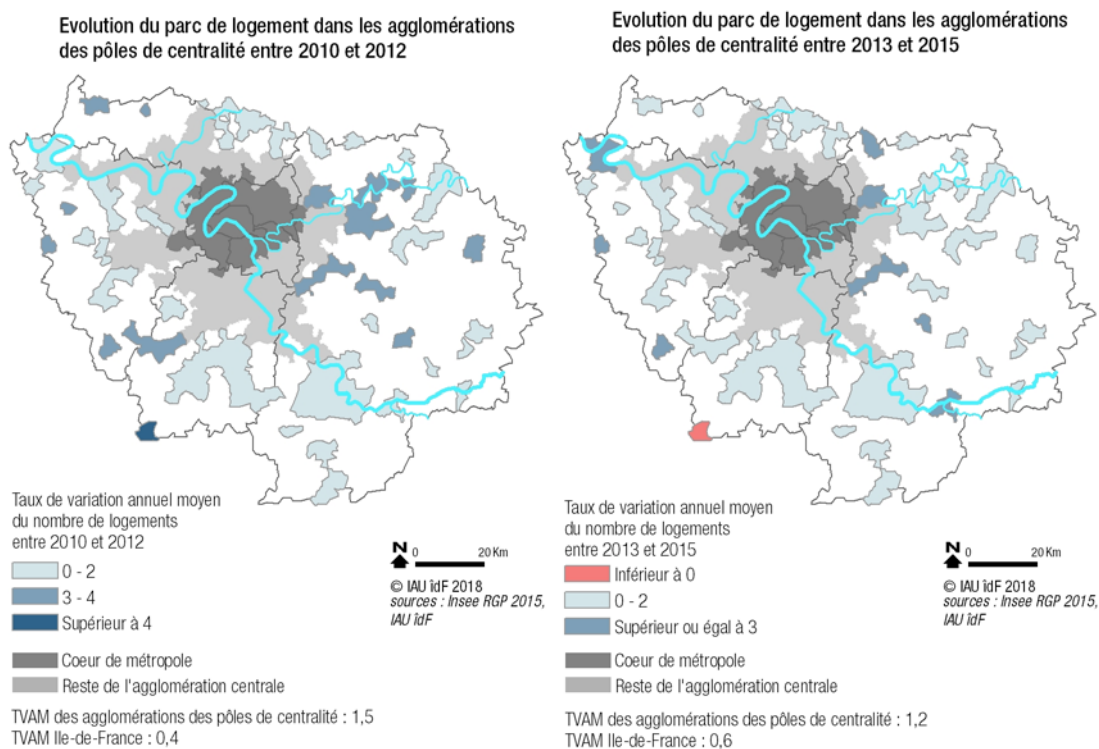 Evolution du parc de logement dans les agglomérations
des pôles de centralité entre 2010 et 2012
Taux de variation annuel moyen
du nombre de logements
entre 2010 et 2012
0 - 2
3 - 4
Supérieur à 4
Coeur de métropole
Reste de l'agglomération centrale
TVAM des agglomérations des pôles de centralité : 1,5
TVAM Ile-de-France : 0,4
N 0 20 Km
© IAU îdF 2018
sources : Insee RGP 2015,
IAU îdF
Evolution du parc de logement dans les agglomérations
des pôles de centralité entre 2013 et 2015
Taux de variation annuel moyen
du nombre de logements
entre 2013 et 2015
Inférieur à 0
0 - 2
Supérieur ou égal à 3
Coeur de métropole
Reste de l'agglomération centrale
TVAM des agglomérations des pôles de centralité : 1,2
TVAM Ile-de-France : 0,6
N 0 20 Km
© IAU îdF 2018
sources : Insee RGP 2015,
IAU îdF